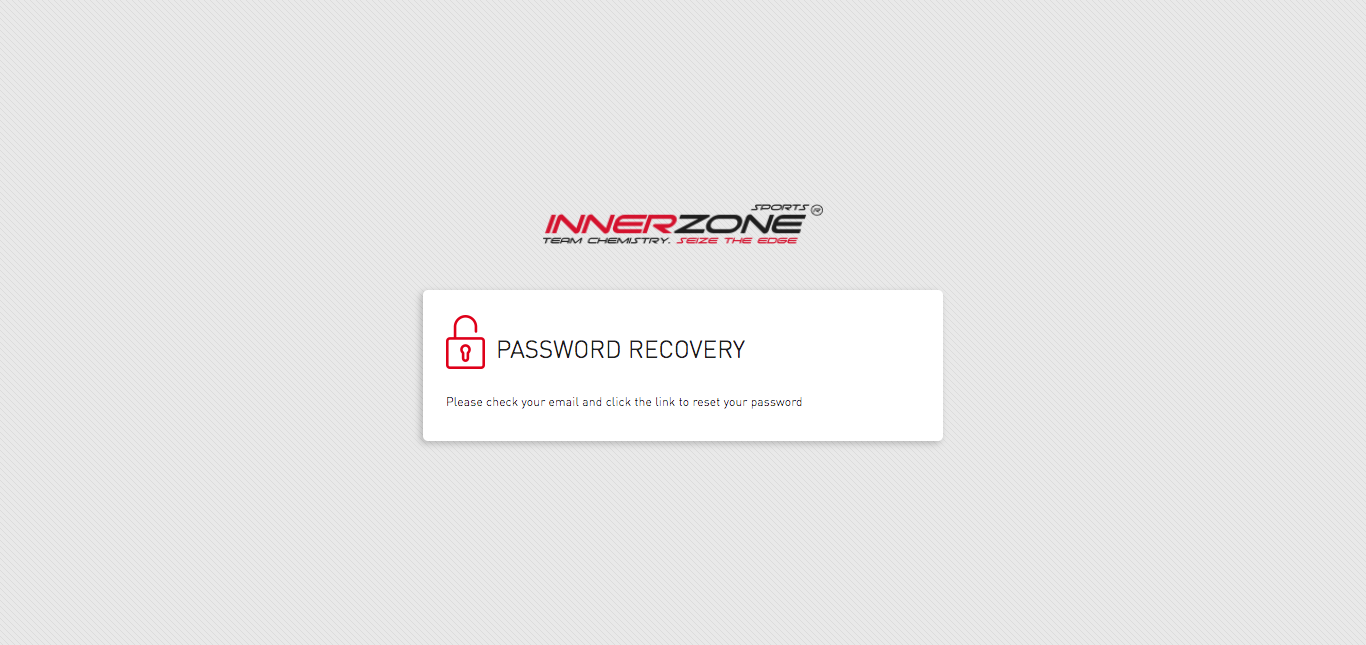 SPORTS
INNERZONE
TEAM CHEMISTRY. SEIZE THE EDGE
PASSWORD RECOVERY
Please check your email and click the link to reset your password